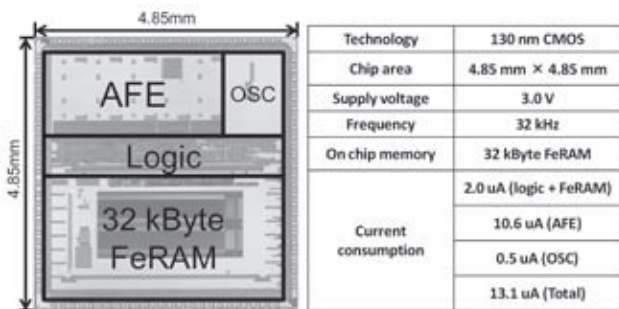 4.85mm
4.85mm
AFE
OSC
Logic
32 kByte
FeRAM
Technology 130 nm CMOS
Chip area 4.85 mm × 4.85 mm
Supply voltage 3.0 V
Frequency 32 kHz
On chip memory 32 kByte FeRAM
Current
consumption
2.0 uA (logic + FeRAM)
10.6 uA (AFE)
0.5 uA (OSC)
13.1 uA (Total)